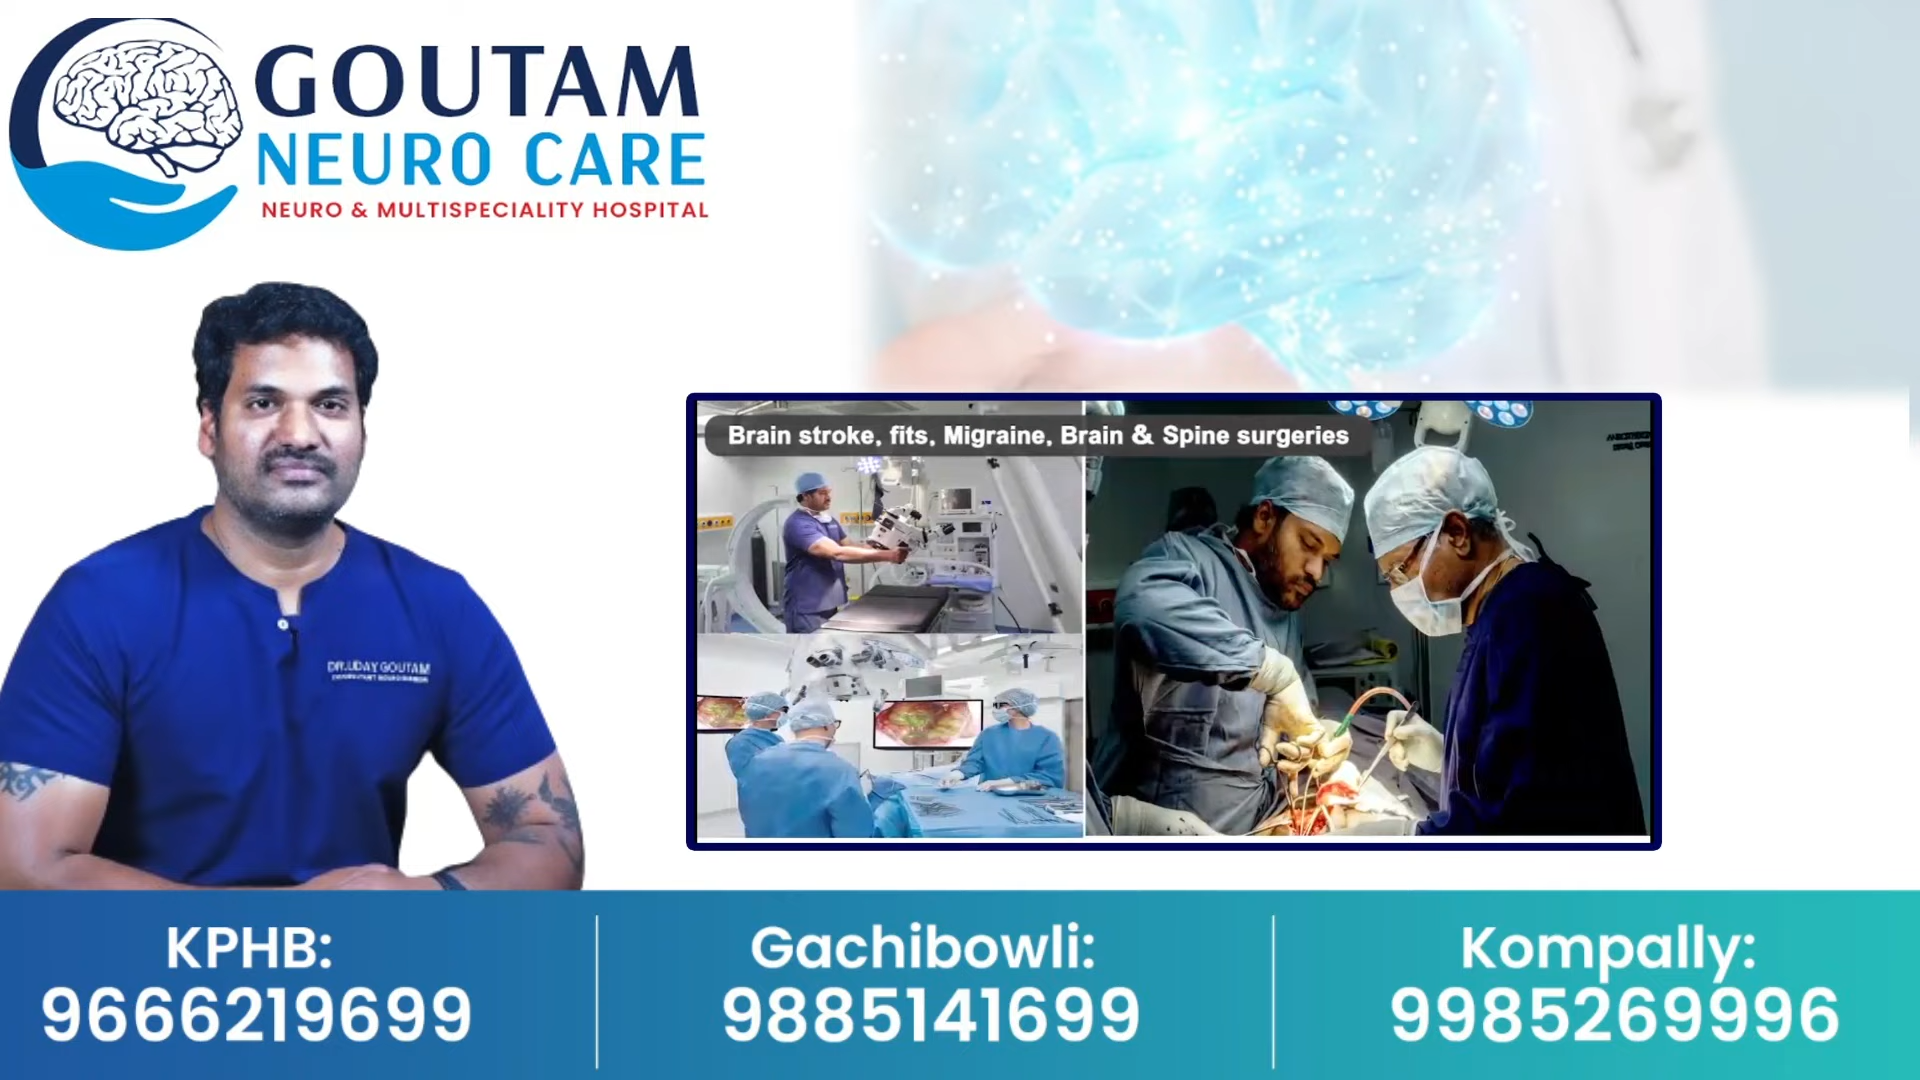 GOUTAM
NEURO CARE
NEURO & MULTISPECIALITY HOSPITAL
Brain stroke, fits, Migraine, Brain & Spine surgeries
DR.UDAY GOUTAM
KPHB:
9666219699
Gachibowli:
9885141699
Kompally:
9985269996